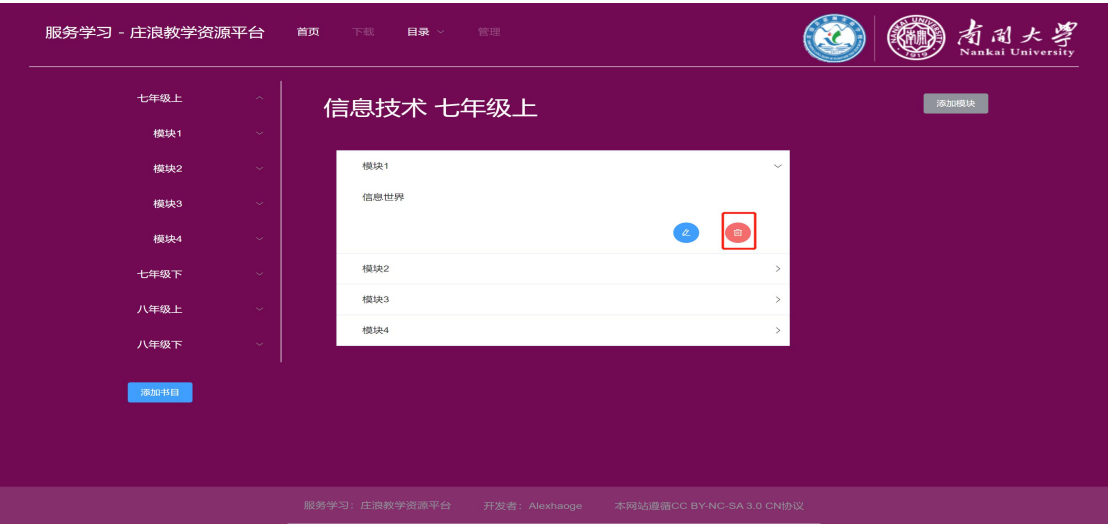 服务学习 - 庄浪教学资源平台 首页 下载 目录 管理
南开大学
Nankai University
七年级上
模块1
模块2
模块3
模块4
七年级下
八年级上
八年级下
添加书目
信息技术 七年级上
添加模块
模块1
信息世界
模块2
模块3
模块4
服务学习：庄浪教学资源平台 开发者：Alexhaoge 本网站遵循CC BY-NC-SA 3.0 CN协议